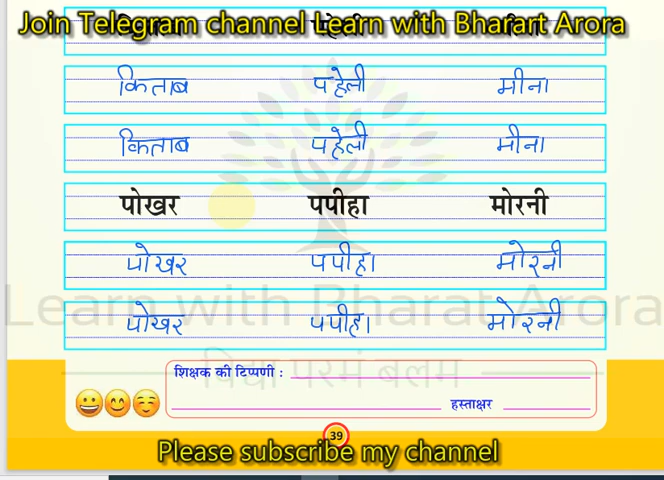 Join Telegram channel Learn with Bharart Arora
किताब पहेली मीना
किताब पहेली मीना
पोखर पपीहा मोरनी
पोखर पपीहा मोरनी
Learn with Bharat Arora
पोखर पपीहा मोरनी
विद्या परमं बलम
शिक्षक की टिप्पणी :
हस्ताक्षर
39
Please subscribe my channel